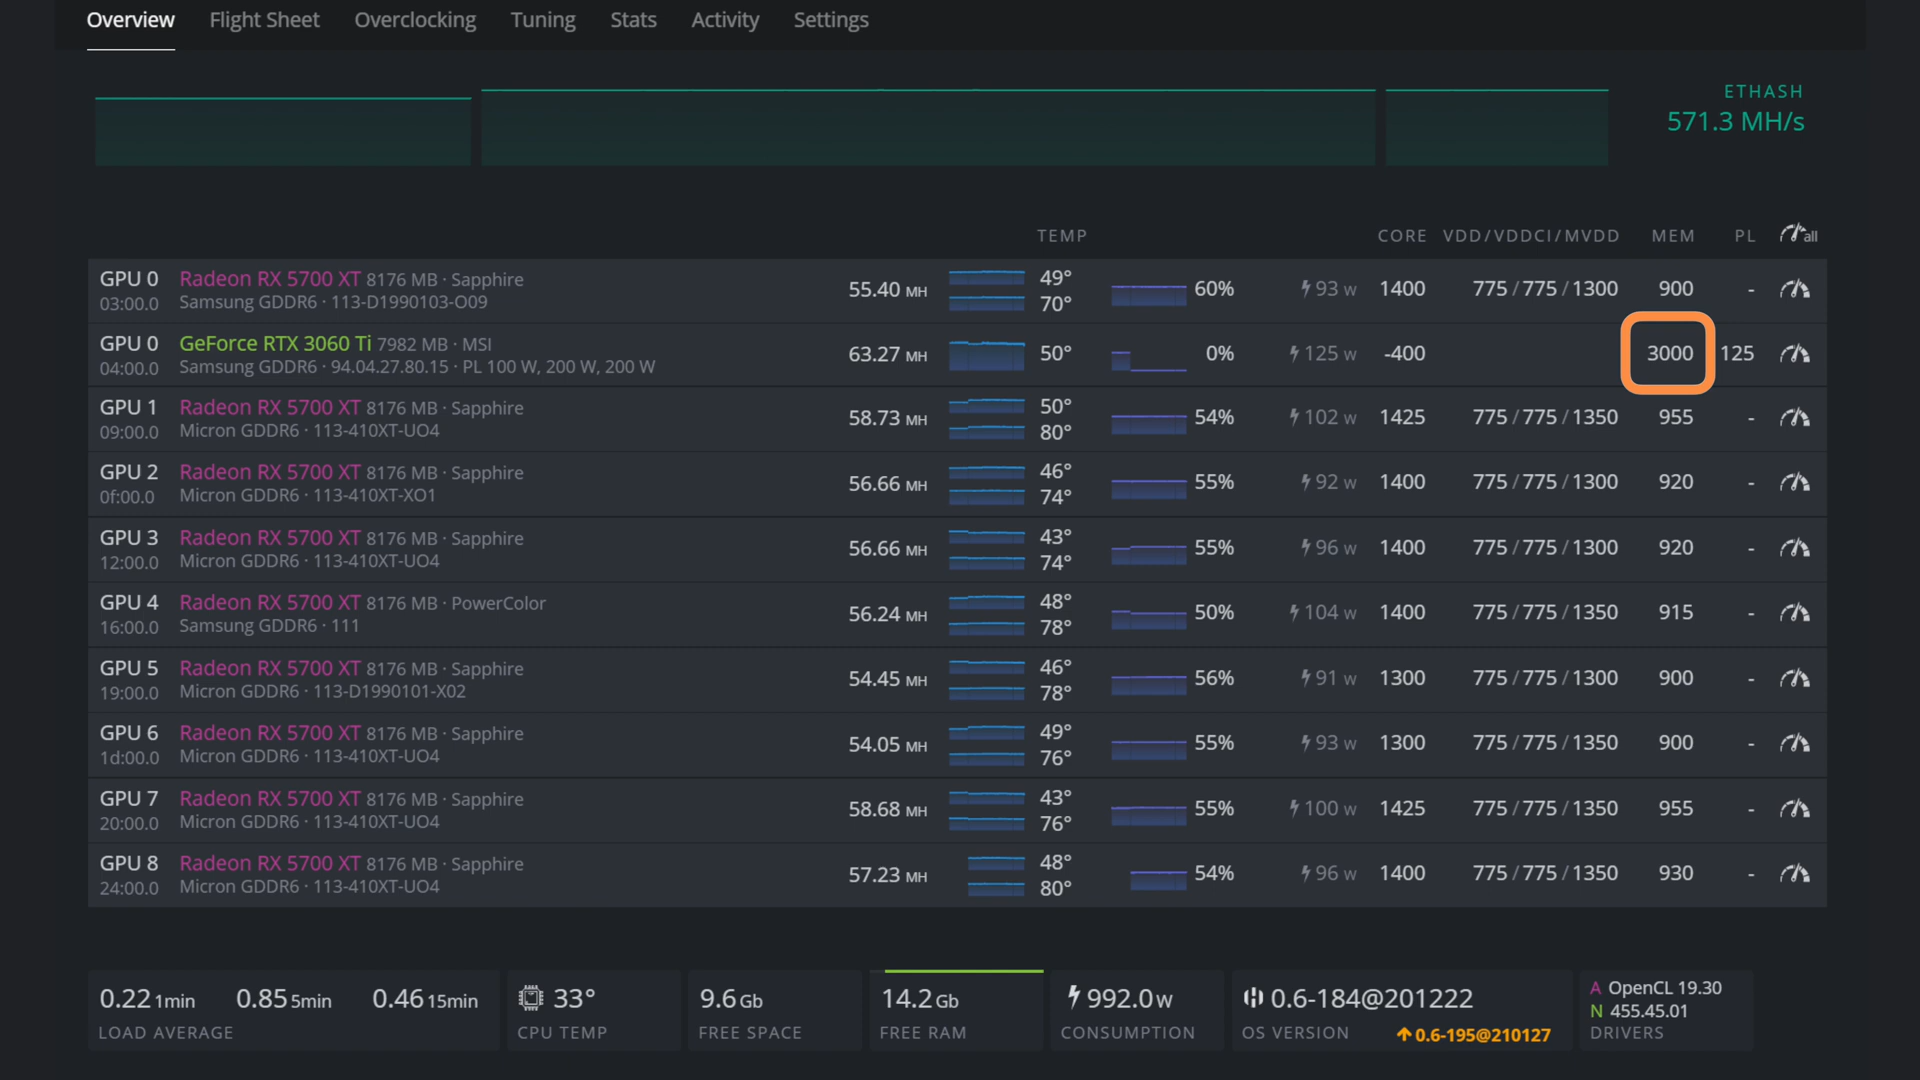 Overview Flight Sheet Overclocking Tuning Stats Activity Settings
ETHASH
571.3 MH/s
TEMP CORE VDD/VDDCI/MVDD MEM PL all
GPU 0 Radeon RX 5700 XT 8176 MB · Sapphire 55.40 MH 49° 60% 93 W 1400 775/775/1300 900 -
03:00.0 Samsung GDDR6 · 113-D1990103-O09 70°
GPU 0 GeForce RTX 3060 Ti 7982 MB · MSI 63.27 MH 50° 0% 125 W -400 3000 125
04:00.0 Samsung GDDR6 · 94.04.27.80.15 · PL 100 W, 200 W, 200 W
GPU 1 Radeon RX 5700 XT 8176 MB · Sapphire 58.73 MH 50° 54% 102 W 1425 775/775/1350 955 -
09:00.0 Micron GDDR6 · 113-410XT-UO4 80°
GPU 2 Radeon RX 5700 XT 8176 MB · Sapphire 56.66 MH 46° 55% 92 W 1400 775/775/1300 920 -
0f:00.0 Micron GDDR6 · 113-410XT-XO1 74°
GPU 3 Radeon RX 5700 XT 8176 MB · Sapphire 56.66 MH 43° 55% 96 W 1400 775/775/1300 920 -
12:00.0 Micron GDDR6 · 113-410XT-UO4 74°
GPU 4 Radeon RX 5700 XT 8176 MB · PowerColor 56.24 MH 48° 50% 104 W 1400 775/775/1350 915 -
16:00.0 Samsung GDDR6 · 111 78°
GPU 5 Radeon RX 5700 XT 8176 MB · Sapphire 54.45 MH 46° 56% 91 W 1300 775/775/1300 900 -
19:00.0 Micron GDDR6 · 113-D1990101-X02 78°
GPU 6 Radeon RX 5700 XT 8176 MB · Sapphire 54.05 MH 49° 55% 93 W 1300 775/775/1300 900 -
1d:00.0 Micron GDDR6 · 113-410XT-UO4 76°
GPU 7 Radeon RX 5700 XT 8176 MB · Sapphire 58.68 MH 43° 55% 100 W 1425 775/775/1350 955 -
20:00.0 Micron GDDR6 · 113-410XT-UO4 76°
GPU 8 Radeon RX 5700 XT 8176 MB · Sapphire 57.23 MH 48° 54% 96 W 1400 775/775/1350 930 -
24:00.0 Micron GDDR6 · 113-410XT-UO4 80°
0.22 1min 0.85 5min 0.46 15min
LOAD AVERAGE
33°
CPU TEMP
9.6 Gb
FREE SPACE
14.2 Gb
FREE RAM
992.0 W
CONSUMPTION
0.6-184@201222
OS VERSION 0.6-195@210127
A OpenCL 19.30
N 455.45.01
DRIVERS